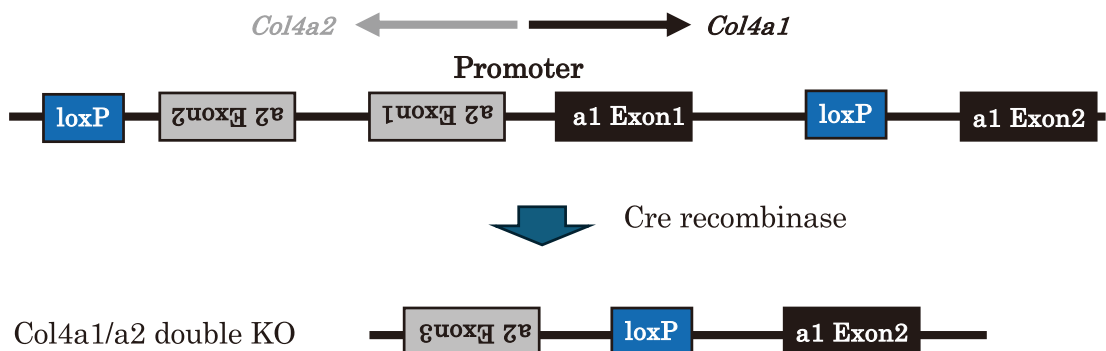 Col4a2 Col4a1
Promoter
loxP a2 Exon2 a2 Exon1 a1 Exon1 loxP a1 Exon2
Cre recombinase
Col4a1/a2 double KO a2 Exon3 loxP a1 Exon2